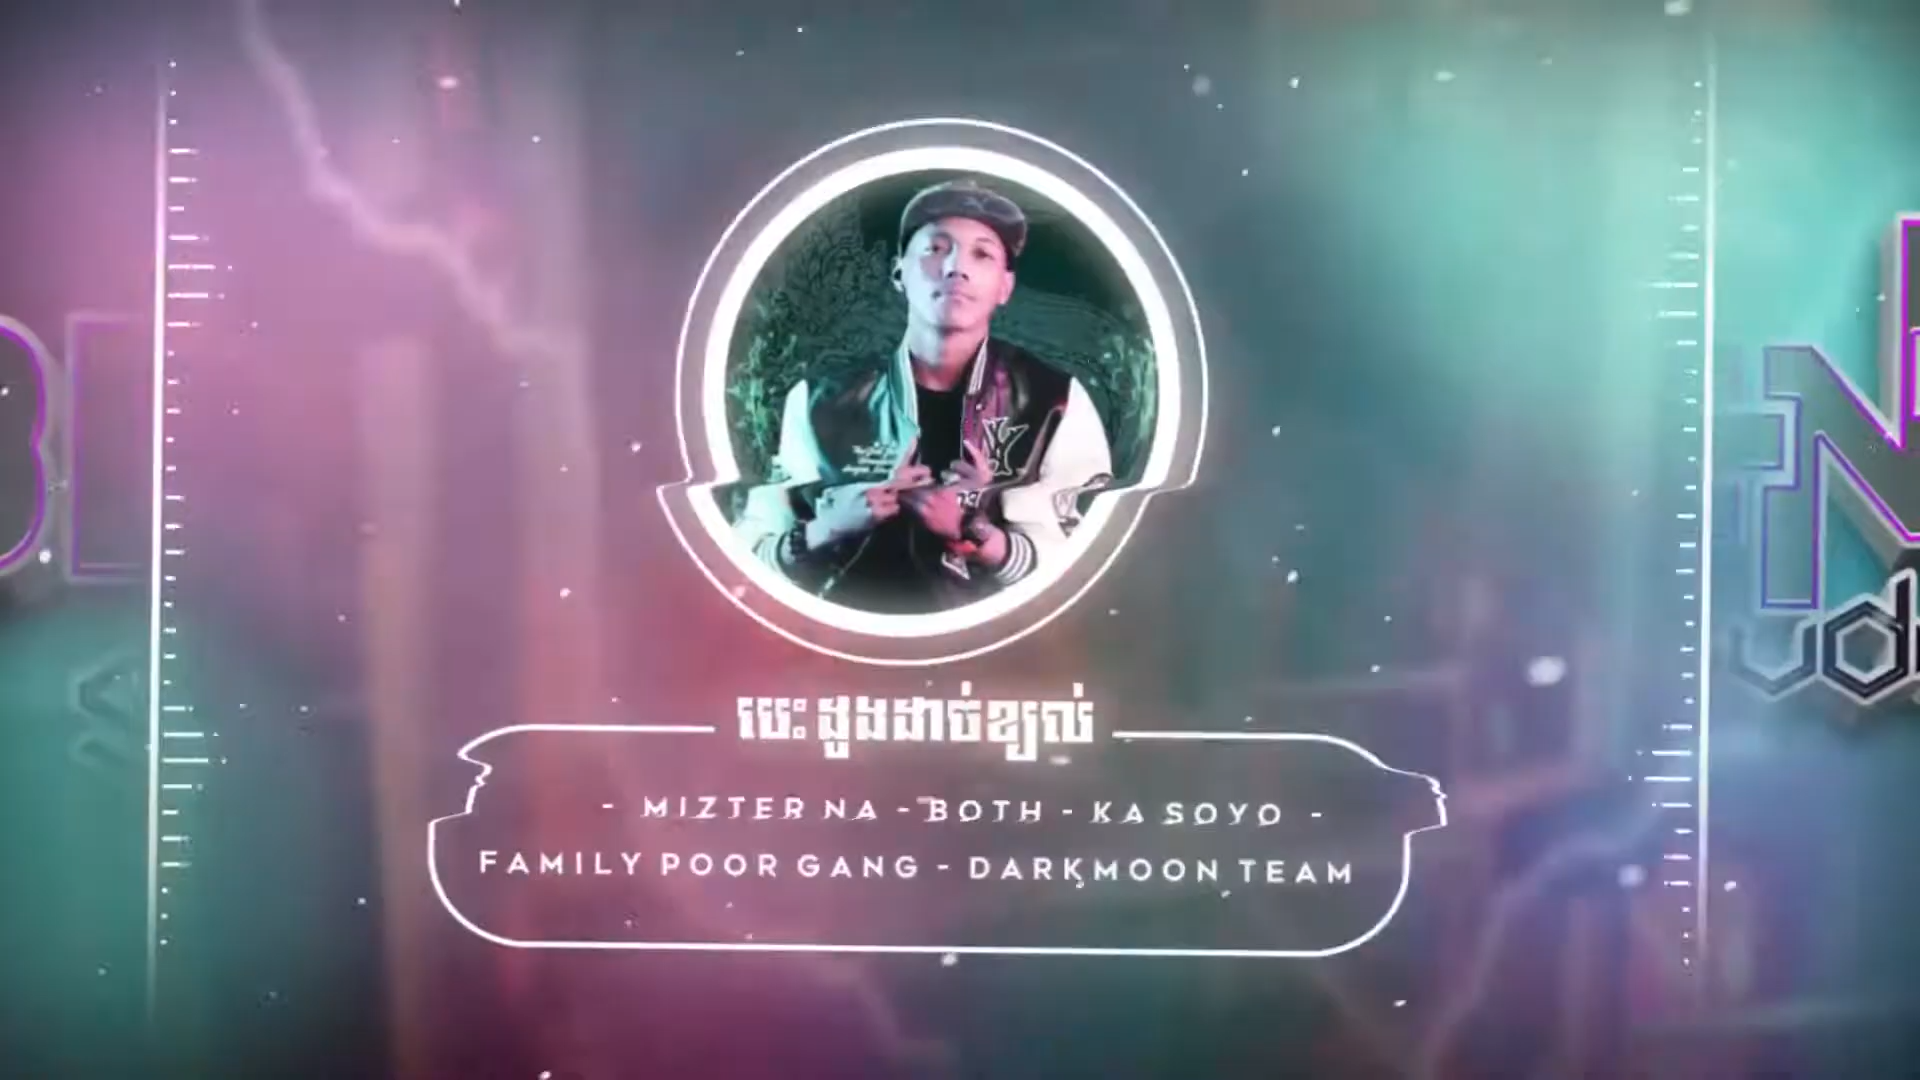 បេះដូងដាច់ខ្យល់
- MIZTER NA - BOTH - KA SOYO -
FAMILY POOR GANG - DARKMOON TEAM